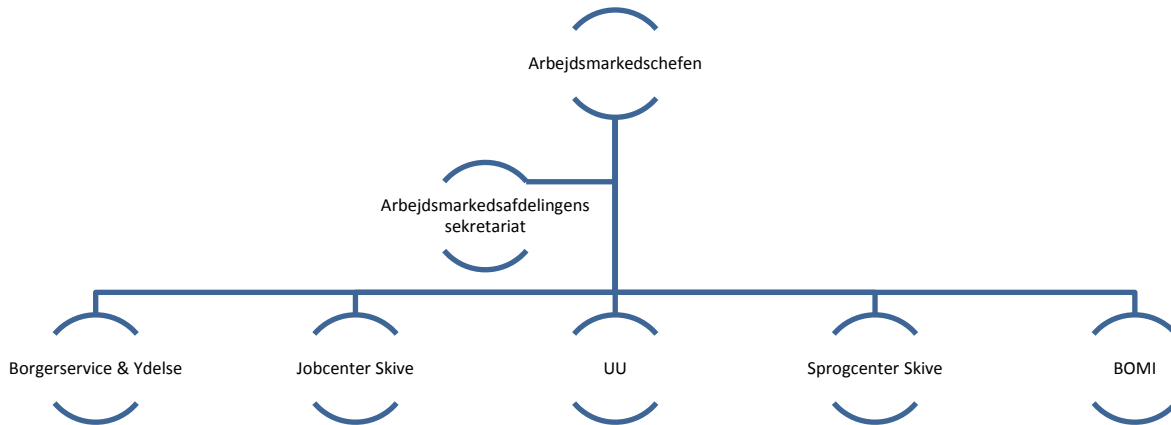 Arbejdsmarkedschefen
Arbejdsmarkedsafdelingens
sekretariat
Borgerservice & Ydelse
Jobcenter Skive
UU
Sprogcenter Skive
BOMI